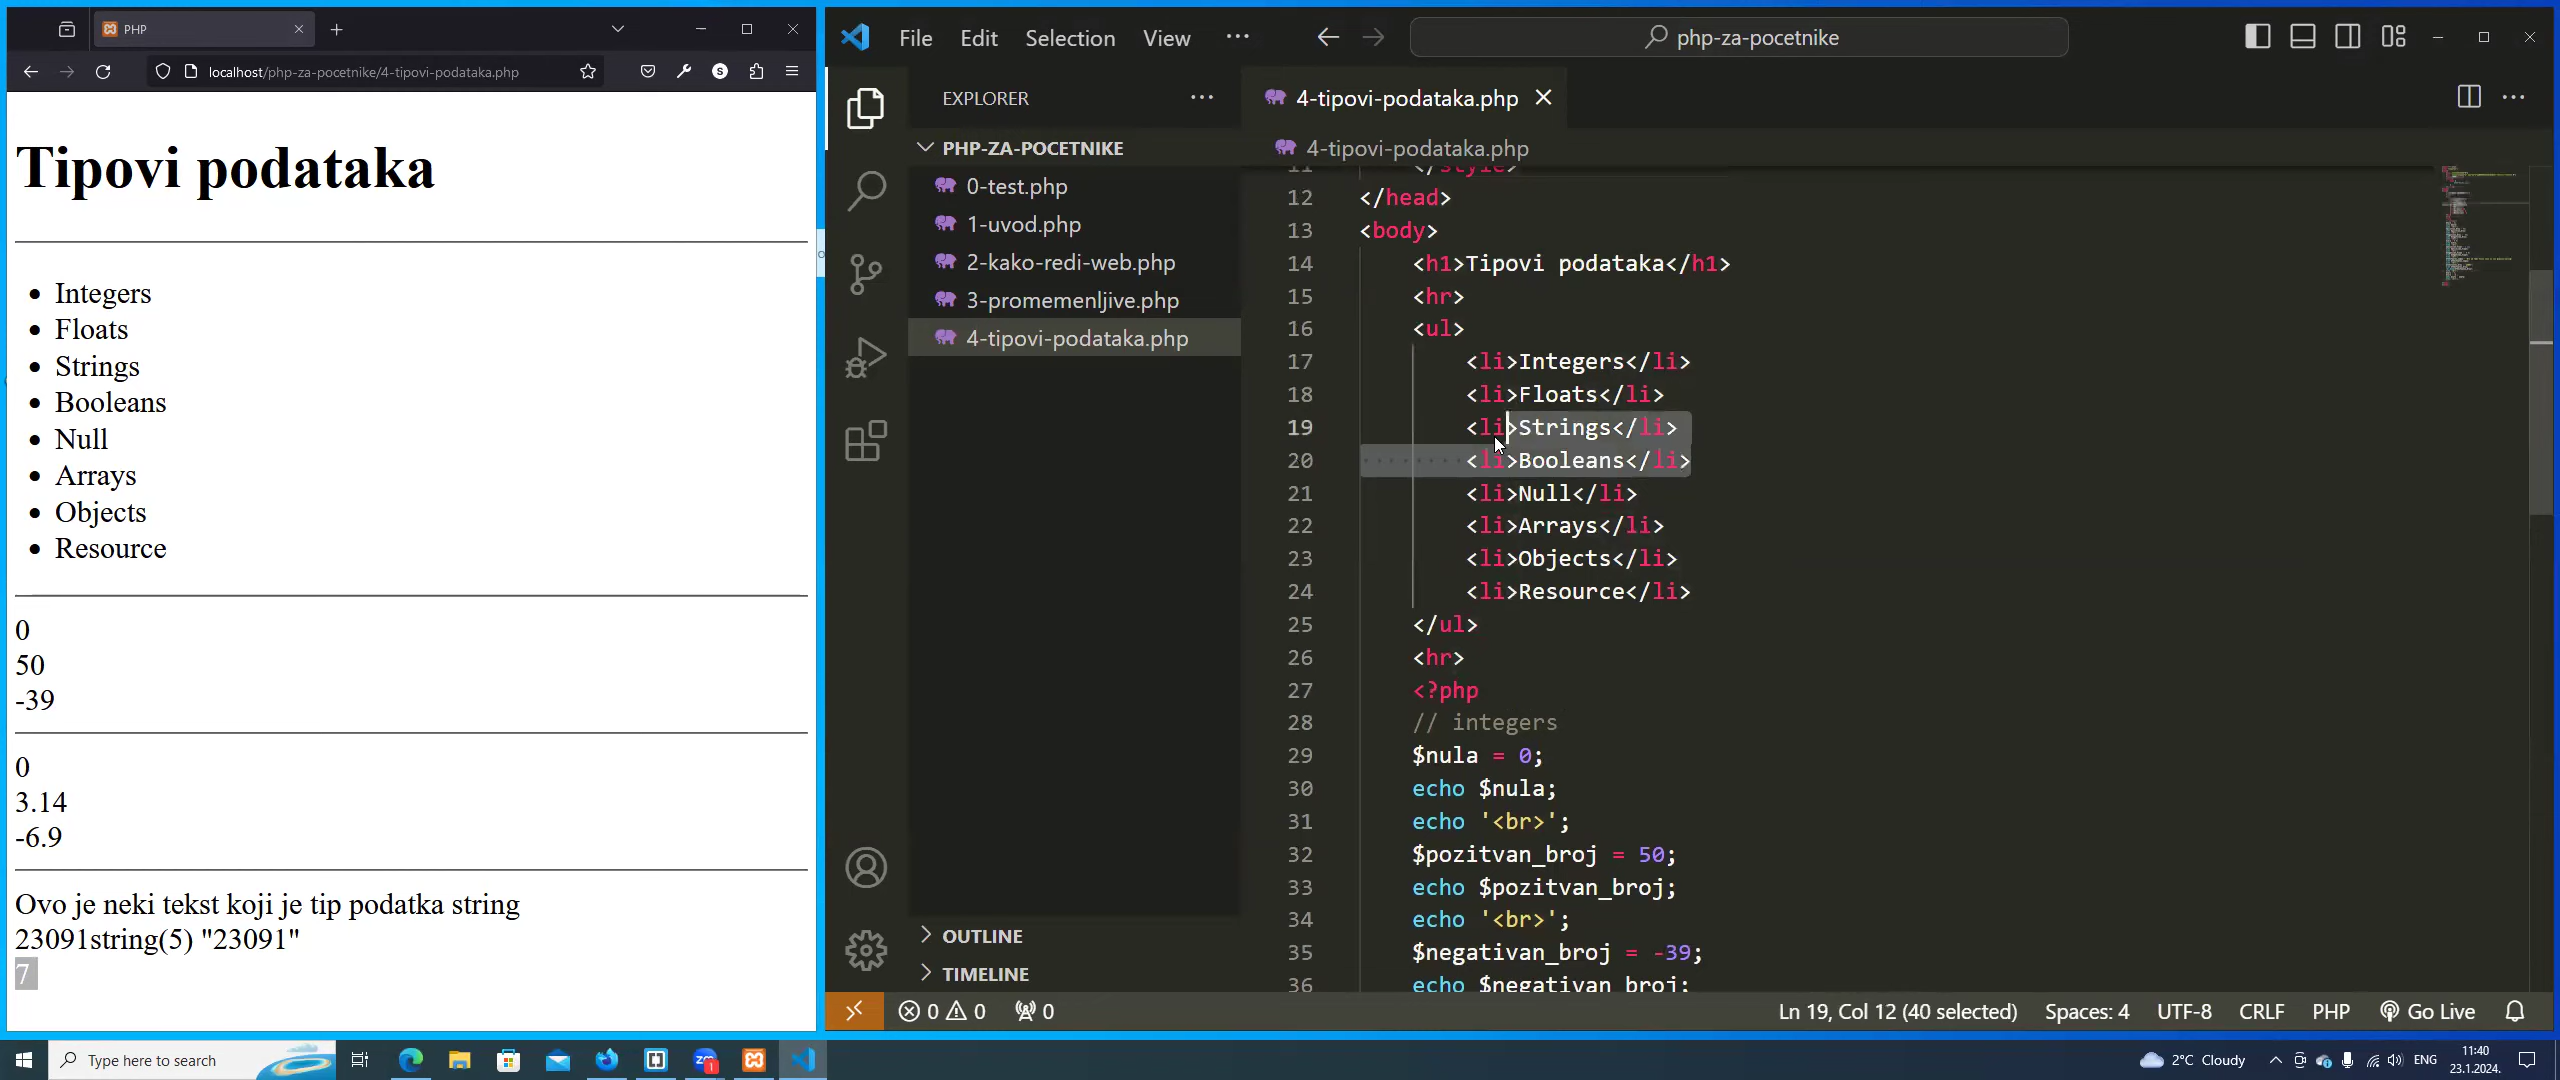 PHP
localhost/php-za-pocetnike/4-tipovi-podataka.php
Tipovi podataka
Integers
Floats
Strings
Booleans
Null
Arrays
Objects
Resource
0
50
-39
0
3.14
-6.9
Ovo je neki tekst koji je tip podatka string
23091string(5) "23091"
7
File Edit Selection View ···
php-za-pocetnike
EXPLORER ···
PHP-ZA-POCETNIKE
0-test.php
1-uvod.php
2-kako-redi-web.php
3-promemenljive.php
4-tipovi-podataka.php
OUTLINE
TIMELINE
4-tipovi-podataka.php
4-tipovi-podataka.php
11 </style>
12 </head>
13 <body>
14 <h1>Tipovi podataka</h1>
15 <hr>
16 <ul>
17 <li>Integers</li>
18 <li>Floats</li>
19 <li>Strings</li>
20 <li>Booleans</li>
21 <li>Null</li>
22 <li>Arrays</li>
23 <li>Objects</li>
24 <li>Resource</li>
25 </ul>
26 <hr>
27 <?php
28 // integers
29 $nula = 0;
30 echo $nula;
31 echo '<br>';
32 $pozitvan_broj = 50;
33 echo $pozitvan_broj;
34 echo '<br>';
35 $negativan_broj = -39;
36 echo $negativan_broj;
0 0 0
Ln 19, Col 12 (40 selected) Spaces: 4 UTF-8 CRLF PHP Go Live
Type here to search
2°C Cloudy
ENG
11:40
23.1.2024.